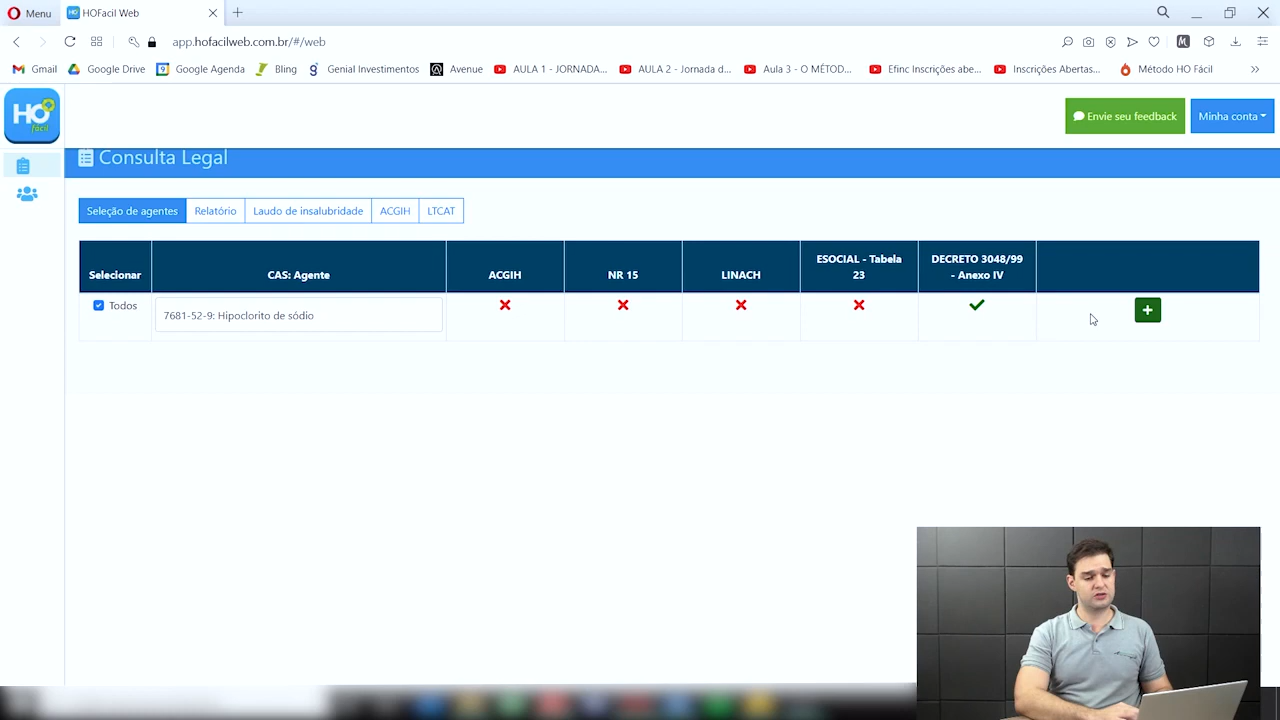 Menu
HO HOFacil Web
app.hofacilweb.com.br/#/web
M
Gmail
Google Drive
Google Agenda
Bling
Genial Investimentos
Avenue
AULA 1 - JORNADA...
AULA 2 - Jornada d...
Aula 3 - O MÉTOD...
Efinc Inscrições abe...
Inscrições Abertas...
Método HO Fácil
HO
fácil
Envie seu feedback
Minha conta
Consulta Legal
Seleção de agentes
Relatório
Laudo de insalubridade
ACGIH
LTCAT
Selecionar
CAS: Agente
ACGIH
NR 15
LINACH
ESOCIAL - Tabela
23
DECRETO 3048/99
- Anexo IV
Todos
7681-52-9: Hipoclorito de sódio